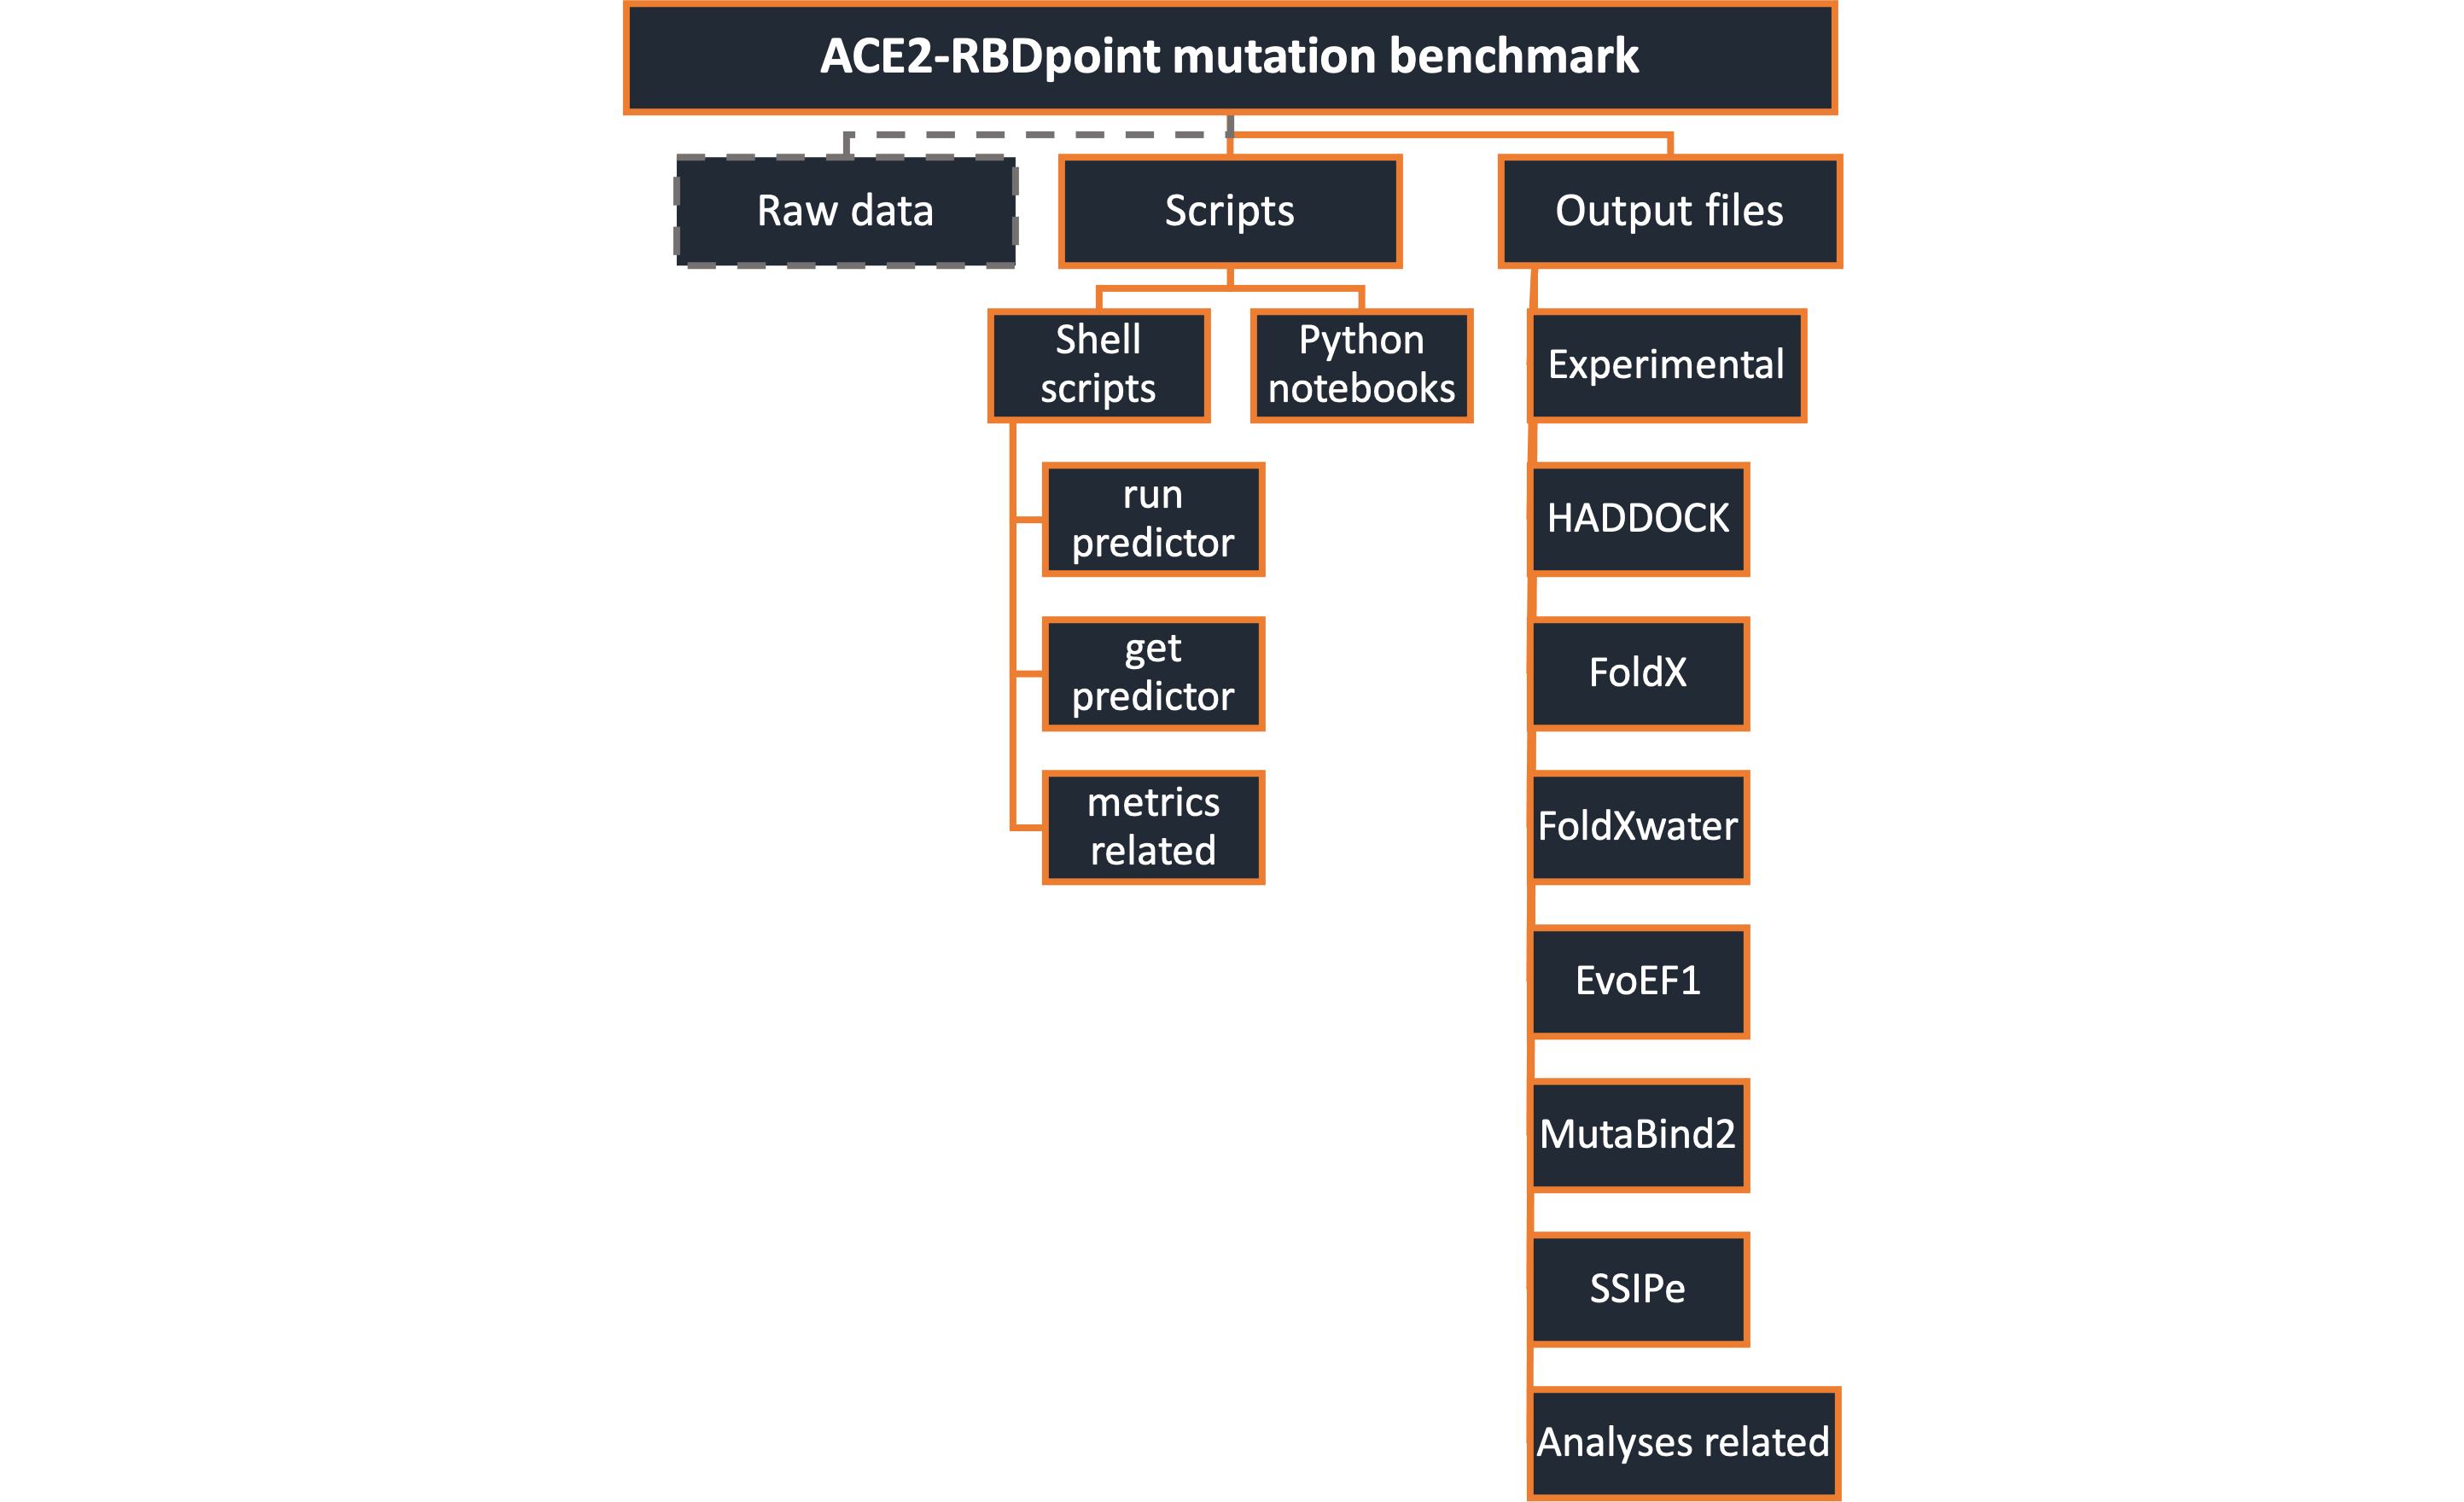 ACE2-RBDpoint mutation benchmark
Raw data
Scripts
Output files
Shell
scripts
Python
notebooks
Experimental
run
predictor
HADDOCK
get
predictor
FoldX
metrics
related
FoldXwater
EvoEF1
MutaBind2
SSIPe
Analyses related